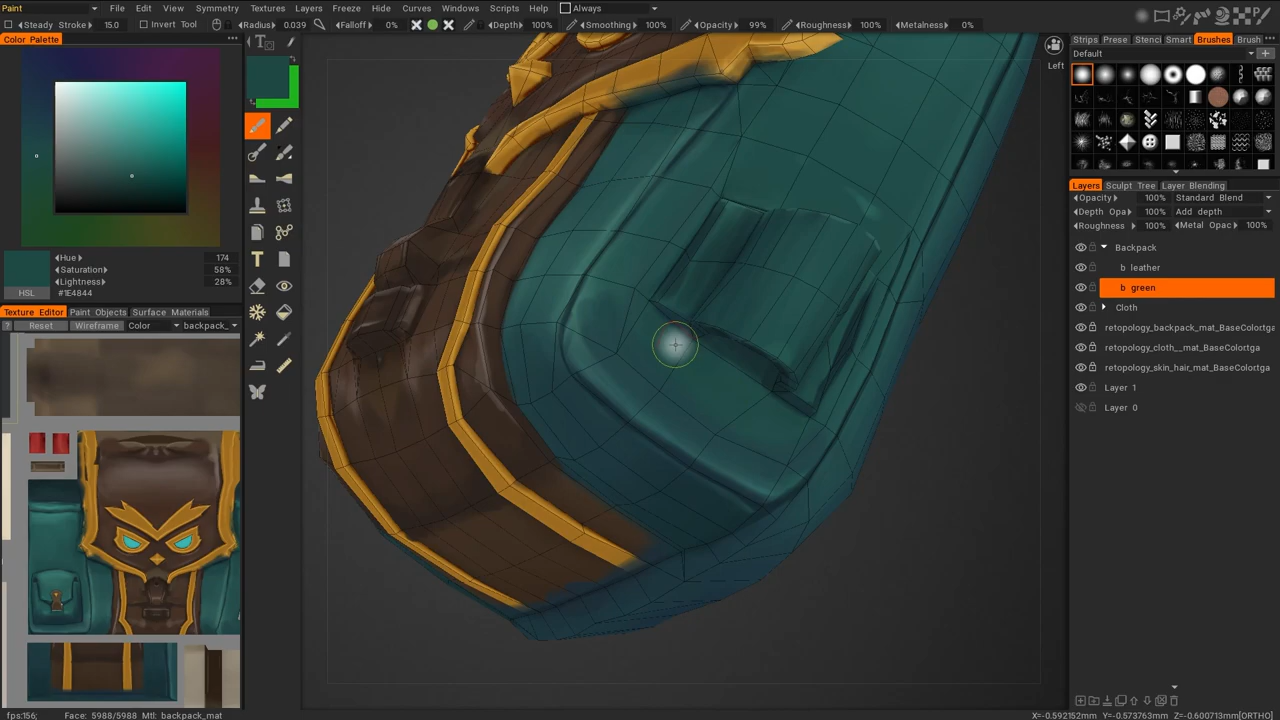 Paint File Edit View Symmetry Textures Layers Freeze Hide Curves Windows Scripts Help Always
Steady Stroke 15.0 Invert Tool Radius 0.039 Falloff 0% Depth 100% Smoothing 100% Opacity 99% Roughness 100% Metalness 0%
Color Palette
Left
Strips Prese Stenci Smart Brushes Brush
Default
Layers Sculpt Tree Layer Blending
Opacity 100% Standard Blend
Depth Opa 100% Add depth
Roughness 100% Metal Opac 100%
Backpack
b leather
b green
Cloth
retopology_backpack_mat_BaseColortga
retopology_cloth__mat_BaseColortga
retopology_skin_hair_mat_BaseColortga
Layer 1
Layer 0
Hue 174
Saturation 58%
Lightness 28%
HSL #1E4844
Texture Editor Paint Objects Surface Materials
? Reset Wireframe Color backpack_
fps:156; Face: 5988/5988 Mtl: backpack_mat
X=-0.592152mm Y=-0.573763mm Z=-0.600713mm[ORTHO]